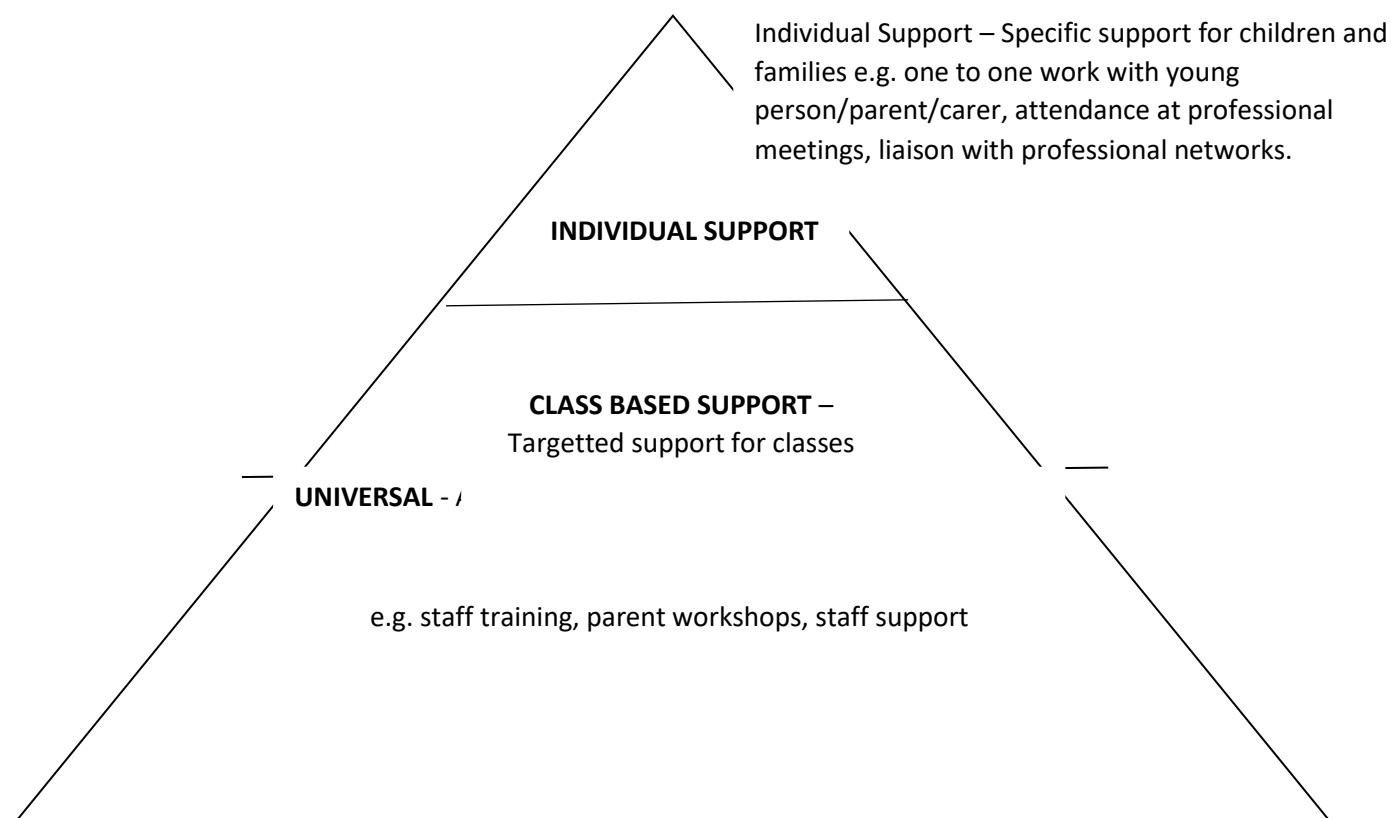 Individual Support – Specific support for children and
families e.g. one to one work with young
person/parent/carer, attendance at professional
meetings, liaison with professional networks.
INDIVIDUAL SUPPORT
CLASS BASED SUPPORT –
Targetted support for classes
UNIVERSAL -
e.g. staff training, parent workshops, staff support